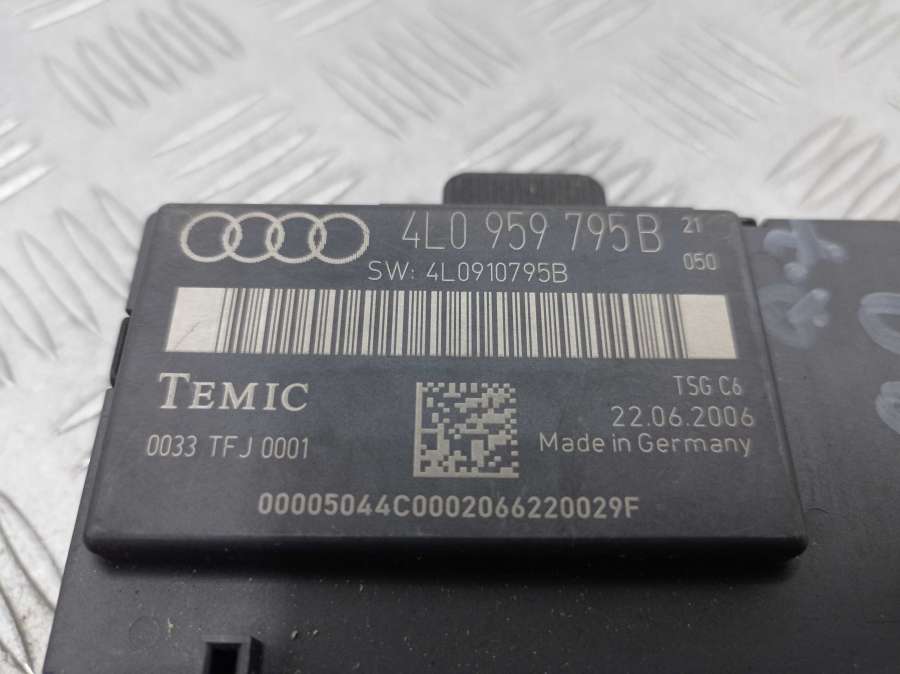 4L0 959 795B 21
050
SW: 4L0910795B
TEMIC
TSG C6
22.06.2006
0033 TFJ 0001
Made in Germany
00005044C0002066220029F